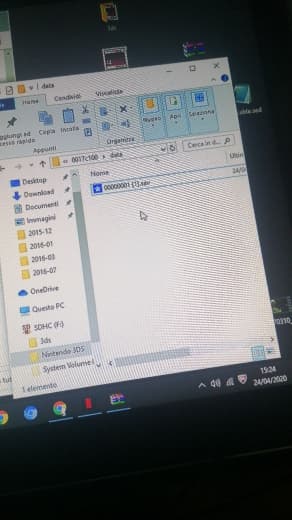 3ds
data
Home
Condividi
Visualizza
Copia
Incolla
Nuovo
Apri
Seleziona
Appunti
Organizza
0017c100
data
Cerca in d...
Nome
Desktop
Download
Documenti
Immagini
2015-12
2016-01
2016-03
2016-07
OneDrive
Questo PC
SDHC (F:)
3ds
Nintendo 3DS
System Volume I
00000001 (1).sav
1 elemento
15:24
24/04/2020